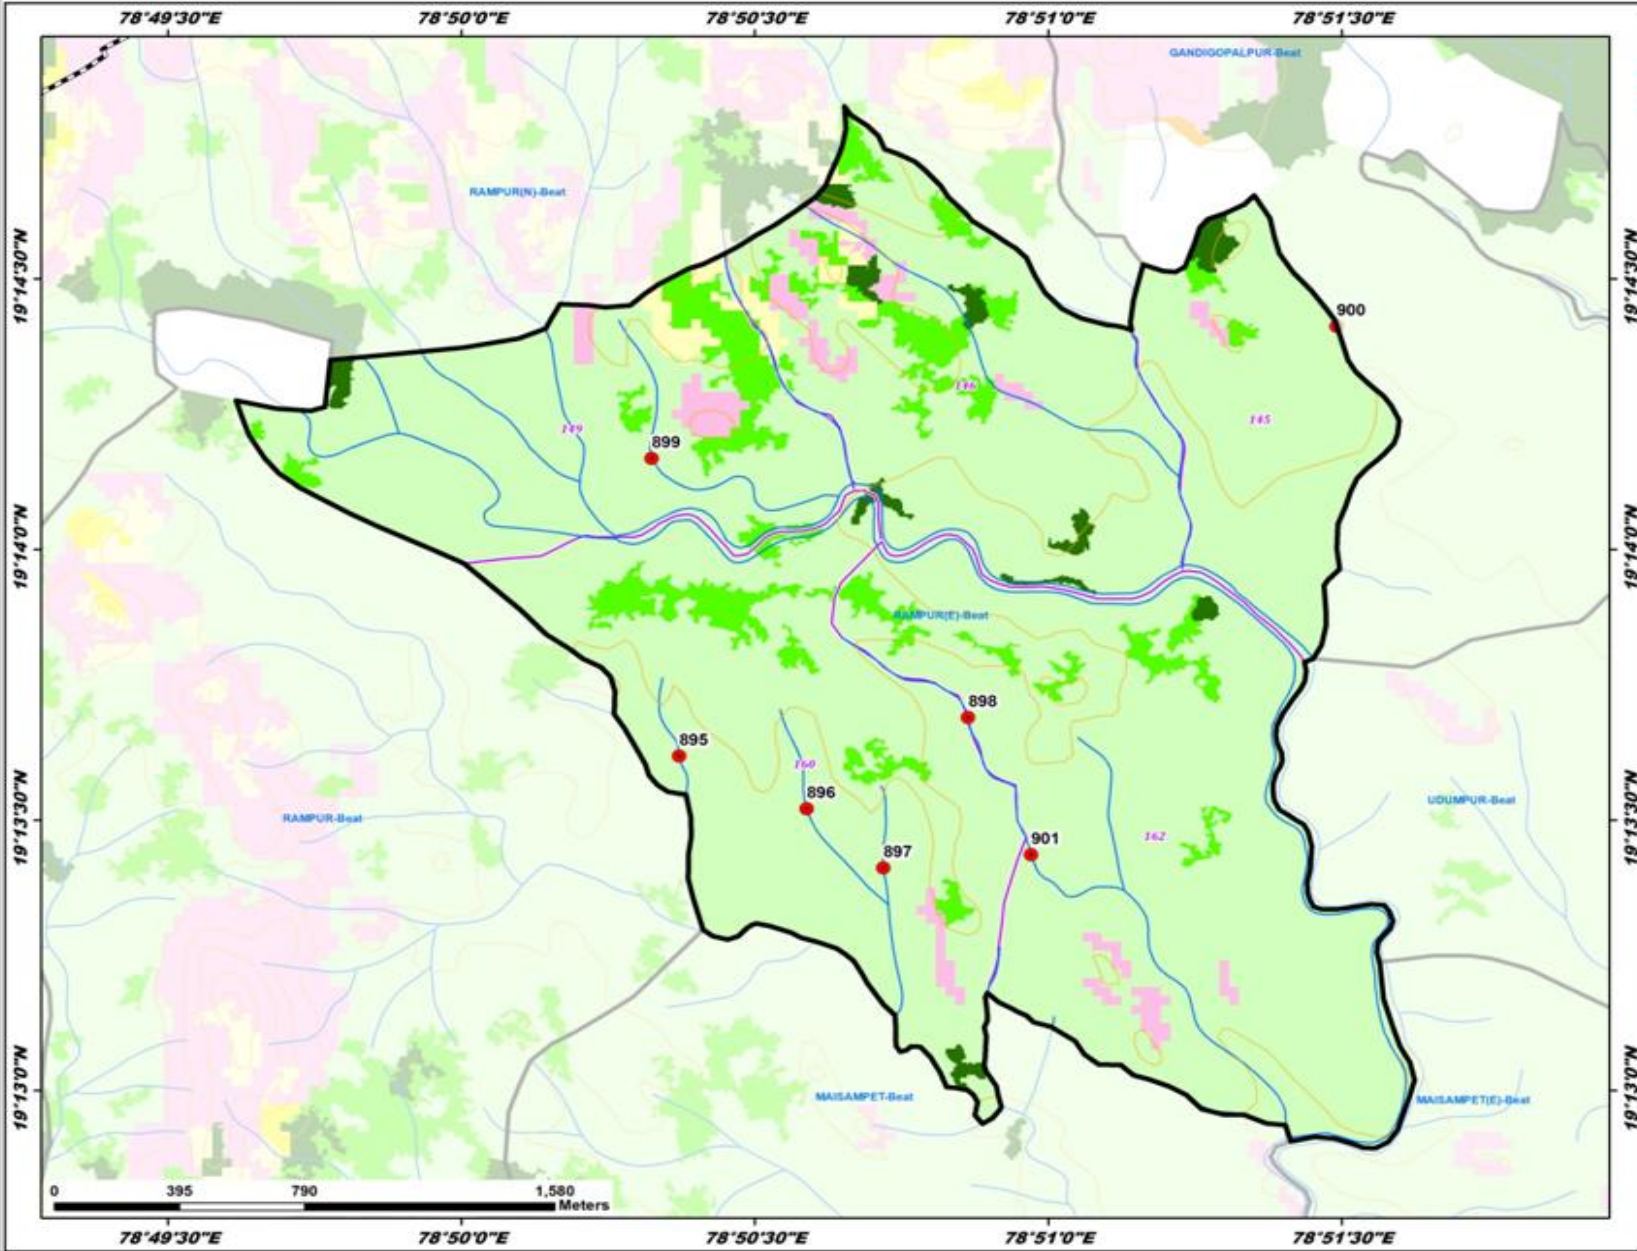 78°49'30"E 78°50'0"E 78°50'30"E 78°51'0"E 78°51'30"E
GANDIGOPALPUR-Beat
RAMPUR(N)-Beat
19°14'30"N 19°14'30"N
900
146
145
149
899
19°14'0"N 19°14'0"N
RAMPUR(E)-Beat
898
895
160
896
UDUMPUR-Beat
RAMPUR-Beat
19°13'30"N 19°13'30"N
162
901
897
19°13'0"N 19°13'0"N
MAISAMPET-Beat
MAISAMPET(E)-Beat
0 395 790 1,580
Meters
78°49'30"E 78°50'0"E 78°50'30"E 78°51'0"E 78°51'30"E